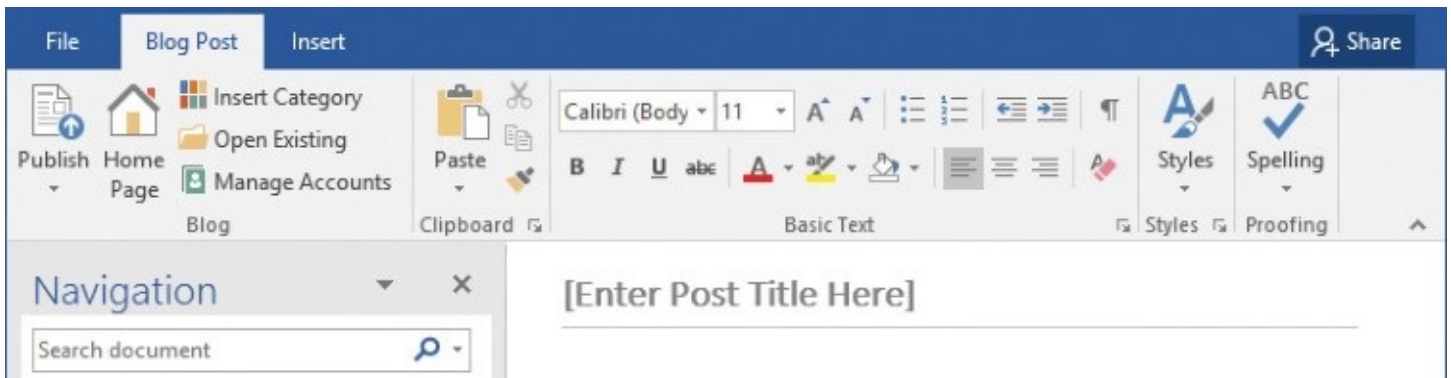 File Blog Post Insert Share
Insert Category
Open Existing
Manage Accounts
Publish
Home
Page
Blog
Paste
Clipboard
Calibri (Body 11 A A
B I U abc A aby
Basic Text
A
Styles
Styles
ABC
Spelling
Proofing
Navigation
Search document
[Enter Post Title Here]